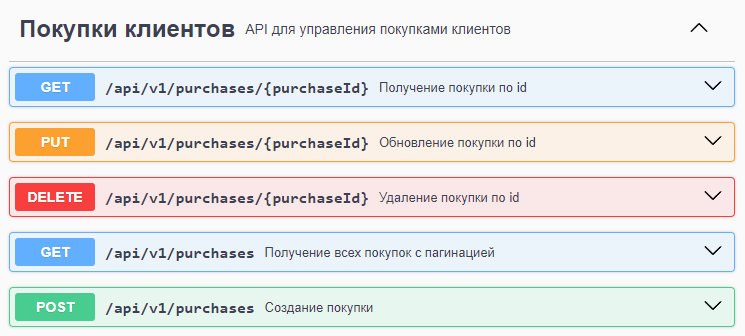 Покупки клиентов API для управления покупками клиентов
GET /api/v1/purchases/{purchaseId} Получение покупки по id
PUT /api/v1/purchases/{purchaseId} Обновление покупки по id
DELETE /api/v1/purchases/{purchaseId} Удаление покупки по id
GET /api/v1/purchases Получение всех покупок с пагинацией
POST /api/v1/purchases Создание покупки